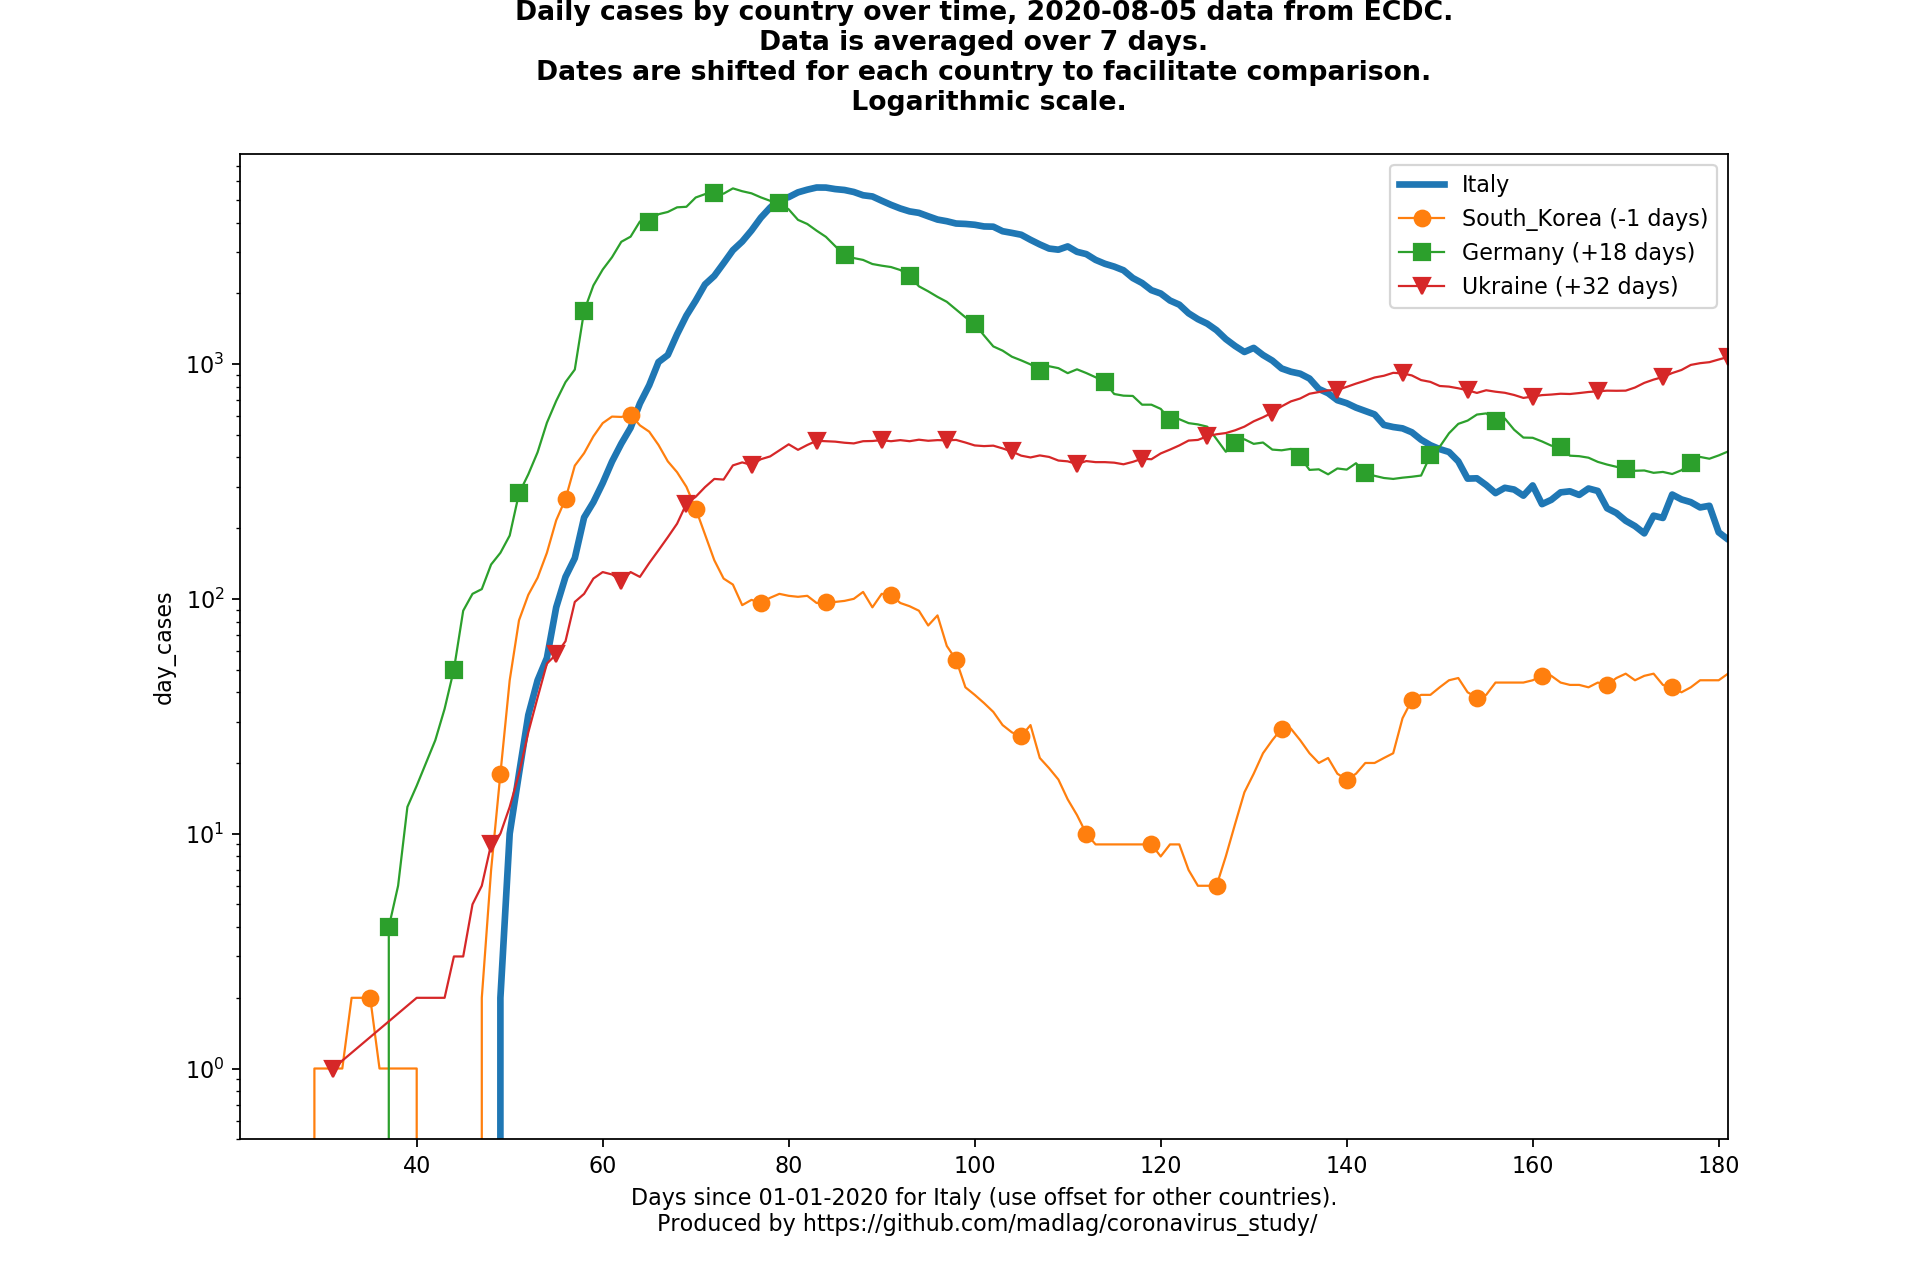 Daily cases by country over time, 2020-08-05 data from ECDC.
Data is averaged over 7 days.
Dates are shifted for each country to facilitate comparison.
Logarithmic scale.
Italy
South_Korea (-1 days)
Germany (+18 days)
Ukraine (+32 days)
10³
10²
10¹
10⁰
day_cases
40 60 80 100 120 140 160 180
Days since 01-01-2020 for Italy (use offset for other countries).
Produced by https://github.com/madlag/coronavirus_study/